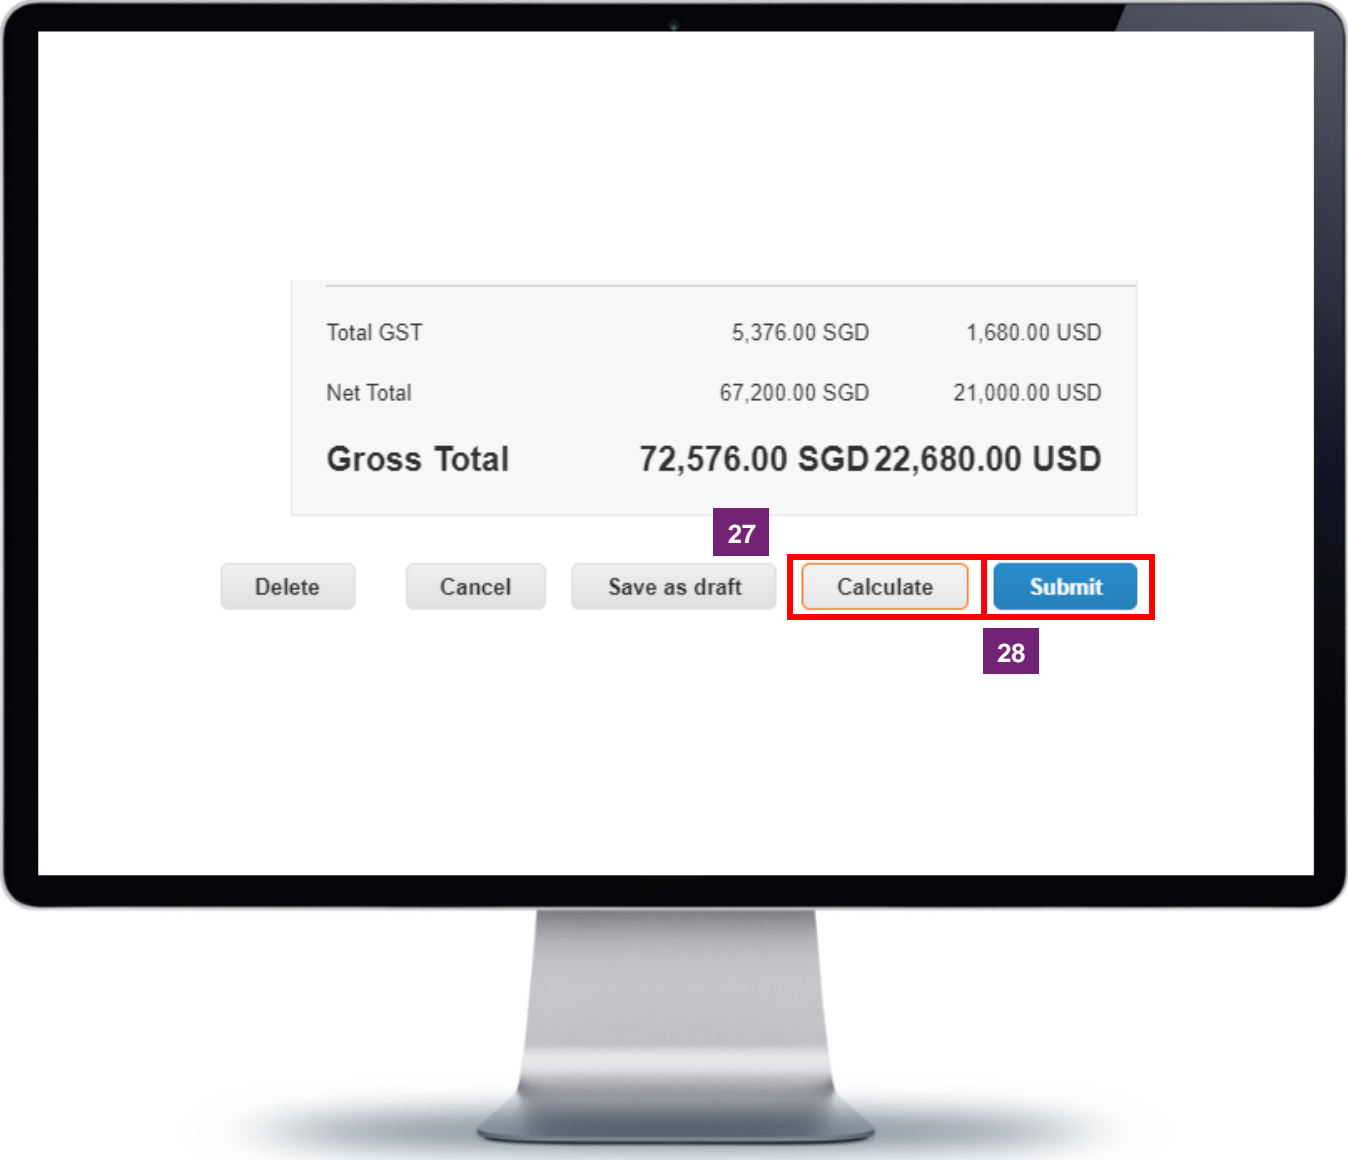 Total GST 5,376.00 SGD 1,680.00 USD
Net Total 67,200.00 SGD 21,000.00 USD
Gross Total 72,576.00 SGD 22,680.00 USD
27
Delete Cancel Save as draft Calculate Submit
28